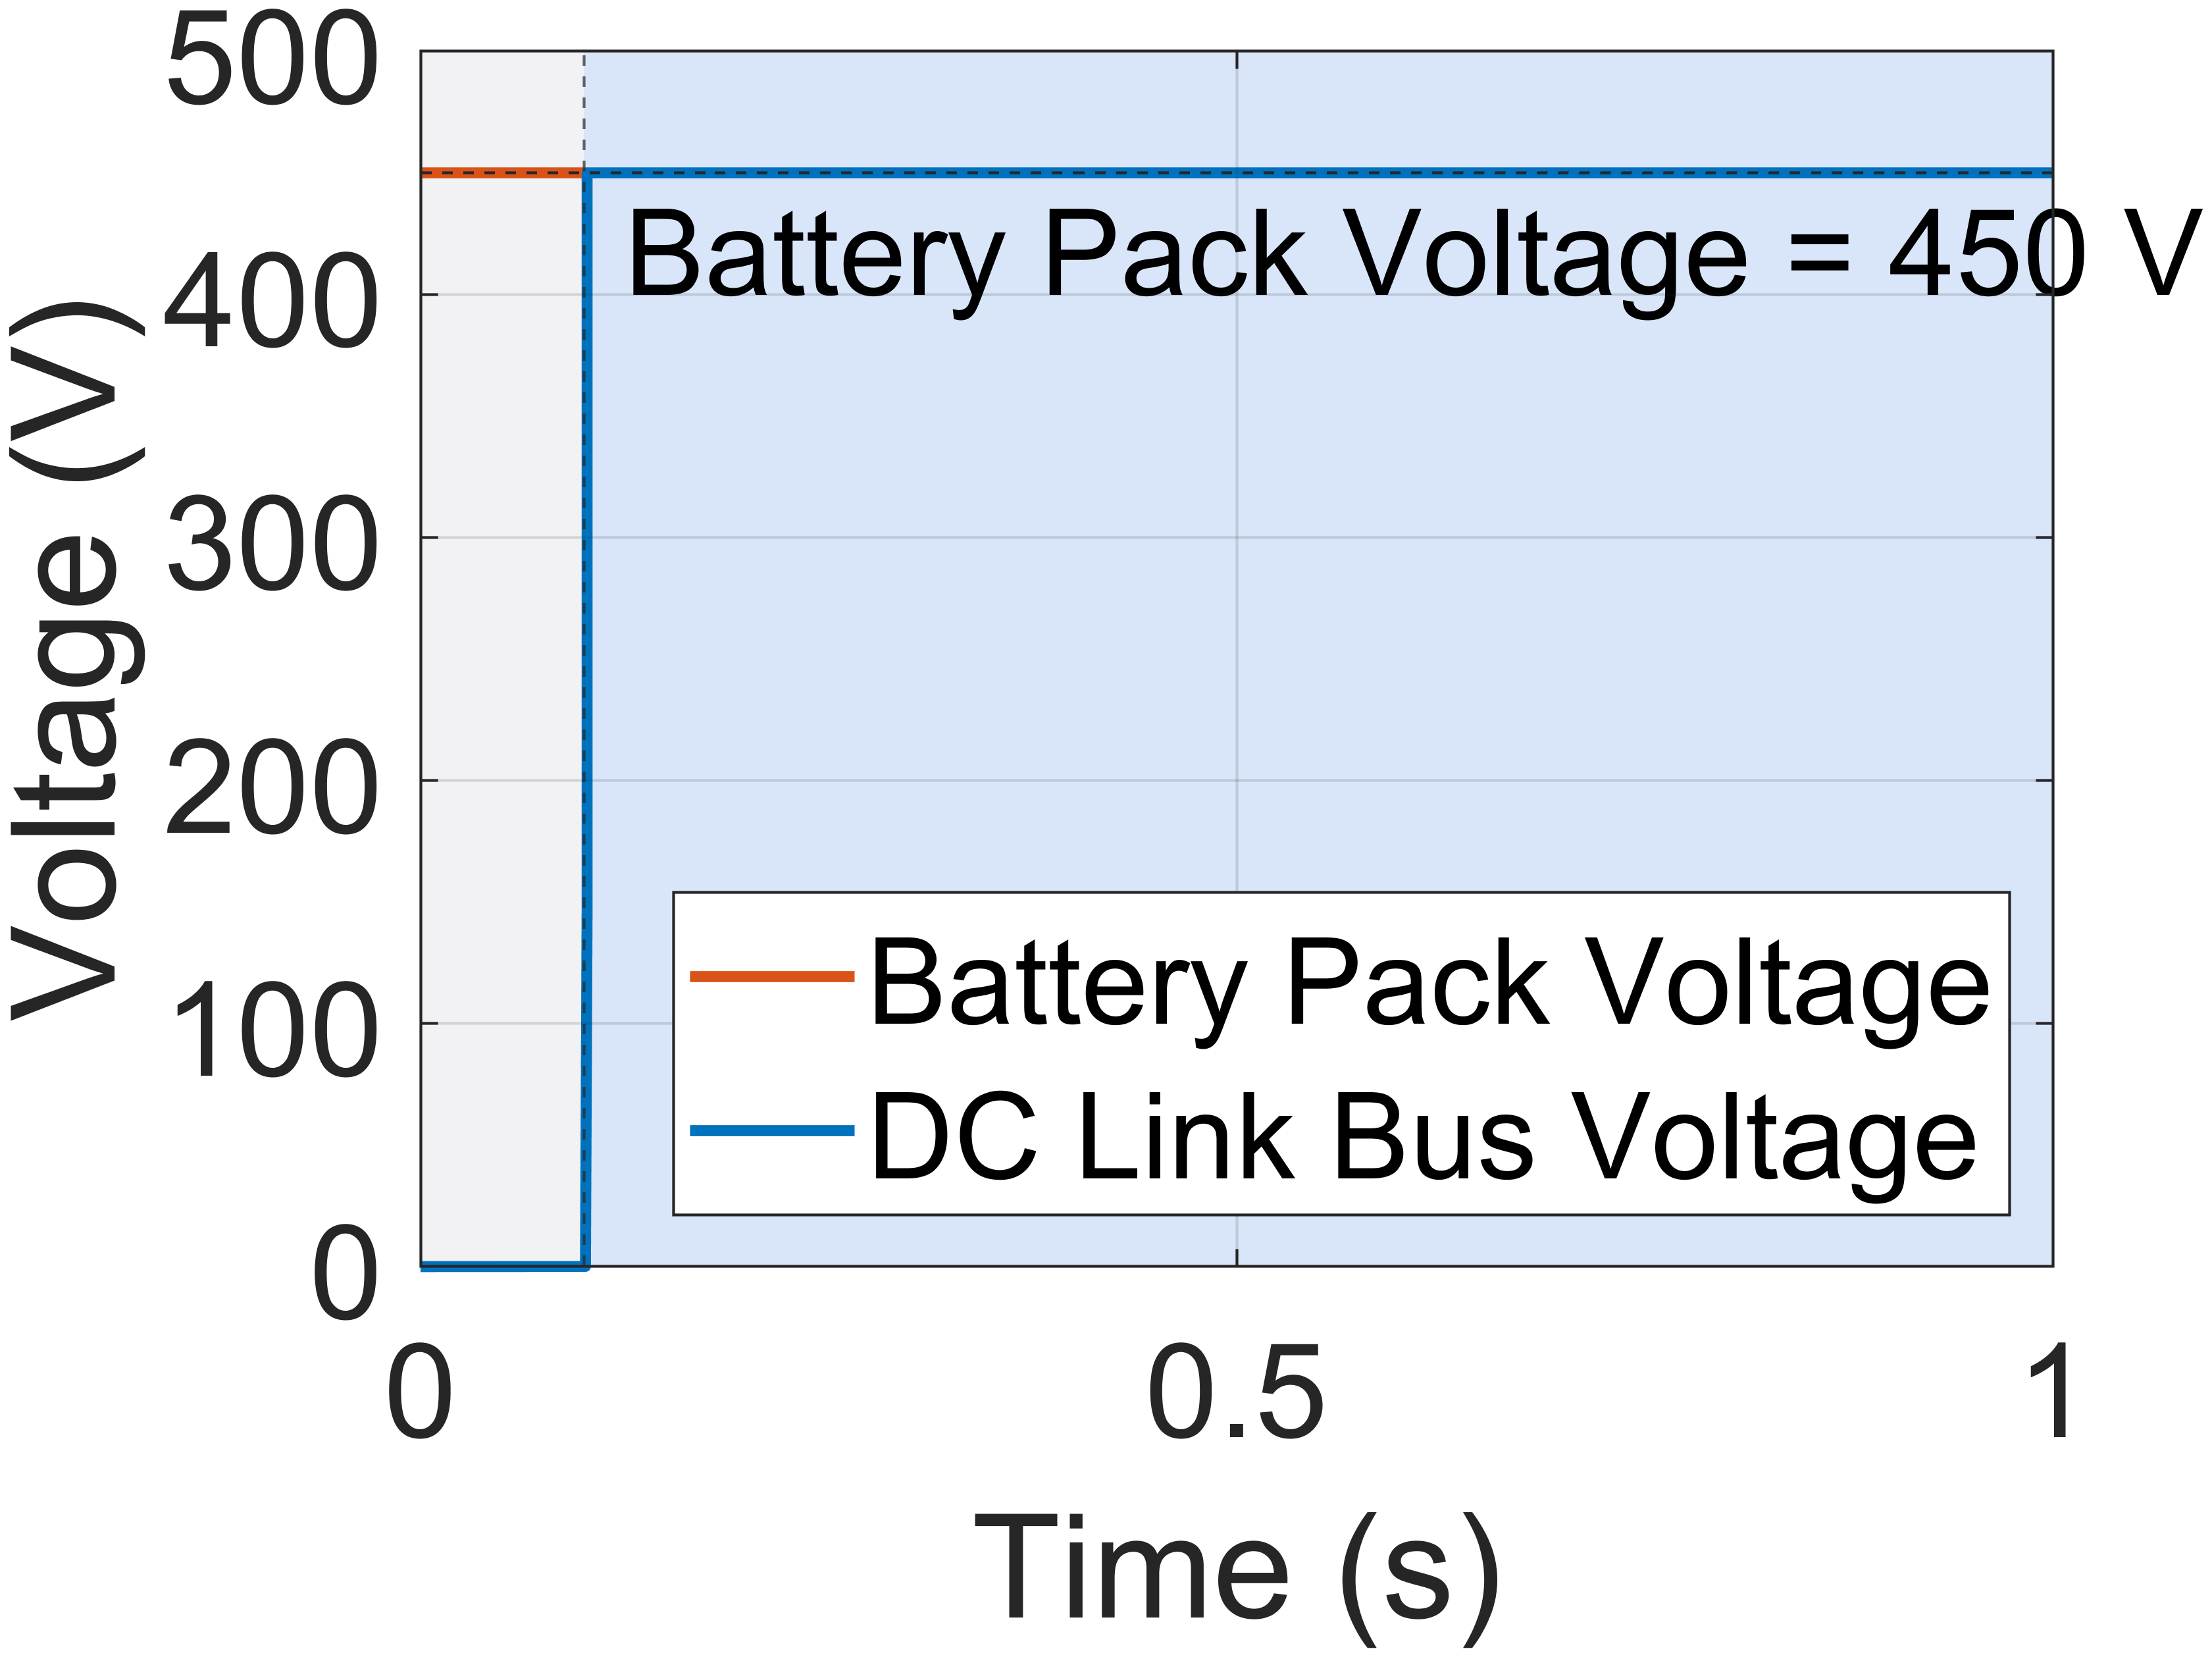 Voltage (V)
500
400
300
200
100
0
Battery Pack Voltage = 450 V
Battery Pack Voltage
DC Link Bus Voltage
0
0.5
1
Time (s)